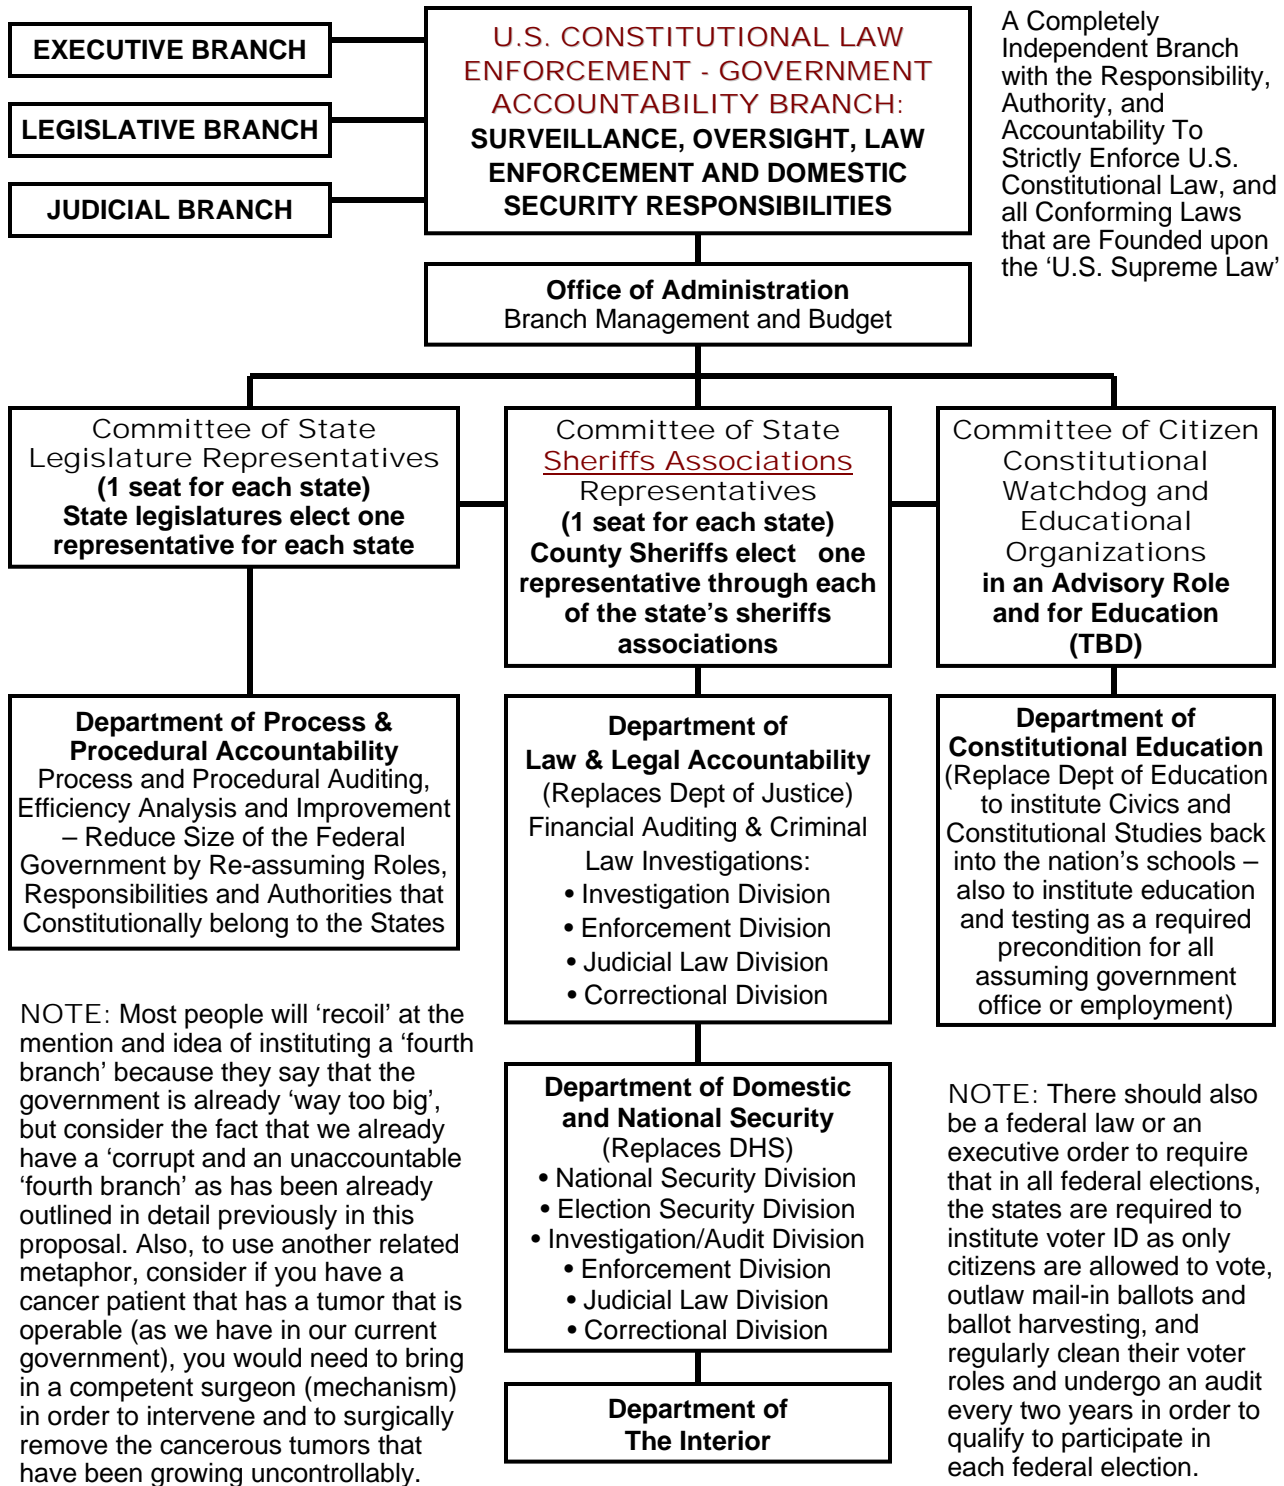 EXECUTIVE BRANCH
LEGISLATIVE BRANCH
JUDICIAL BRANCH
U.S. CONSTITUTIONAL LAW
ENFORCEMENT - GOVERNMENT
ACCOUNTABILITY BRANCH:
SURVEILLANCE, OVERSIGHT, LAW
ENFORCEMENT AND DOMESTIC
SECURITY RESPONSIBILITIES
A Completely
Independent Branch
with the Responsibility,
Authority, and
Accountability To
Strictly Enforce U.S.
Constitutional Law, and
all Conforming Laws
that are Founded upon
the ‘U.S. Supreme Law’
Office of Administration
Branch Management and Budget
Committee of State
Legislature Representatives
(1 seat for each state)
State legislatures elect one
representative for each state
Committee of State
Sheriffs Associations
Representatives
(1 seat for each state)
County Sheriffs elect one
representative through each
of the state’s sheriffs
associations
Committee of Citizen
Constitutional
Watchdog and
Educational
Organizations
in an Advisory Role
and for Education
(TBD)
Department of Process &
Procedural Accountability
Process and Procedural Auditing,
Efficiency Analysis and Improvement
– Reduce Size of the Federal
Government by Re-assuming Roles,
Responsibilities and Authorities that
Constitutionally belong to the States
Department of
Law & Legal Accountability
(Replaces Dept of Justice)
Financial Auditing & Criminal
Law Investigations:
• Investigation Division
• Enforcement Division
• Judicial Law Division
• Correctional Division
Department of
Constitutional Education
(Replace Dept of Education
to institute Civics and
Constitutional Studies back
into the nation’s schools –
also to institute education
and testing as a required
precondition for all
assuming government
office or employment)
NOTE: Most people will ‘recoil’ at the
mention and idea of instituting a ‘fourth
branch’ because they say that the
government is already ‘way too big’,
but consider the fact that we already
have a ‘corrupt and an unaccountable
‘fourth branch’ as has been already
outlined in detail previously in this
proposal. Also, to use another related
metaphor, consider if you have a
cancer patient that has a tumor that is
operable (as we have in our current
government), you would need to bring
in a competent surgeon (mechanism)
in order to intervene and to surgically
remove the cancerous tumors that
have been growing uncontrollably.
Department of Domestic
and National Security
(Replaces DHS)
• National Security Division
• Election Security Division
• Investigation/Audit Division
• Enforcement Division
• Judicial Law Division
• Correctional Division
Department of
The Interior
NOTE: There should also
be a federal law or an
executive order to require
that in all federal elections,
the states are required to
institute voter ID as only
citizens are allowed to vote,
outlaw mail-in ballots and
ballot harvesting, and
regularly clean their voter
roles and undergo an audit
every two years in order to
qualify to participate in
each federal election.